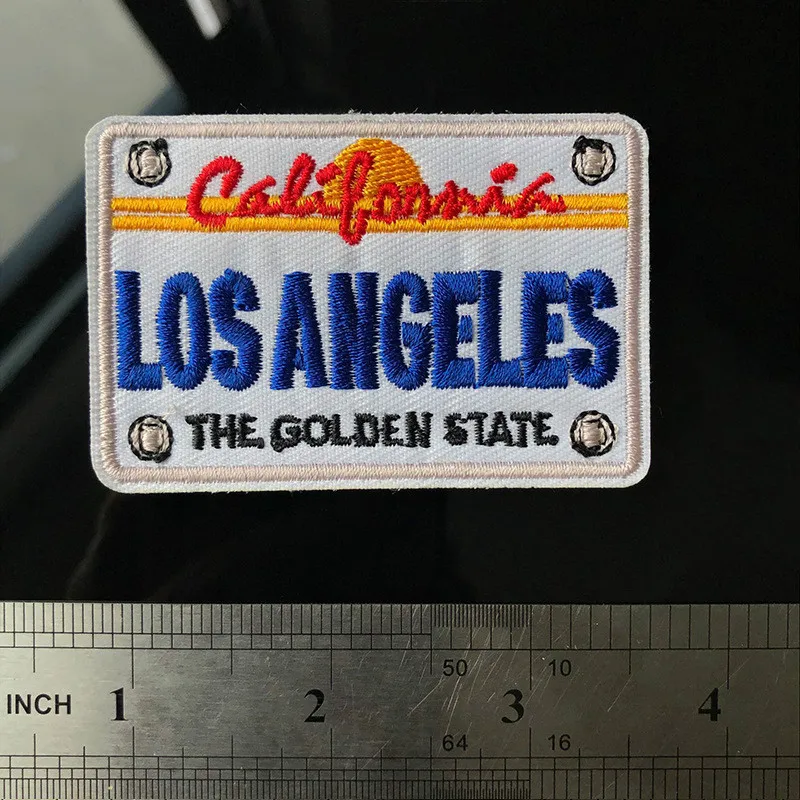 California
LOS ANGELES
THE GOLDEN STATE
50 10
INCH 1 2 3 4
64 16